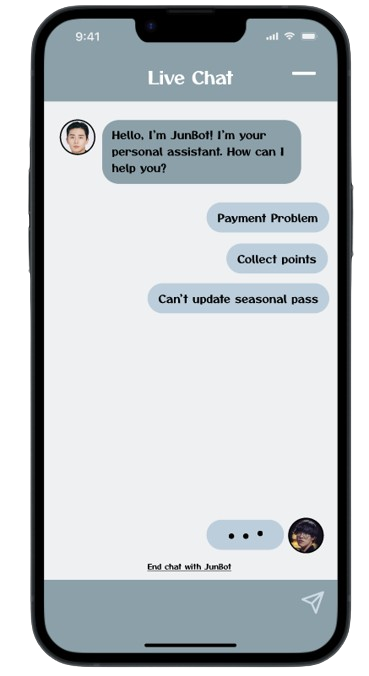 9:41
Live Chat
Hello, I'm JunBot! I'm your
personal assistant. How can I
help you?
Payment Problem
Collect points
Can't update seasonal pass
End chat with JunBot